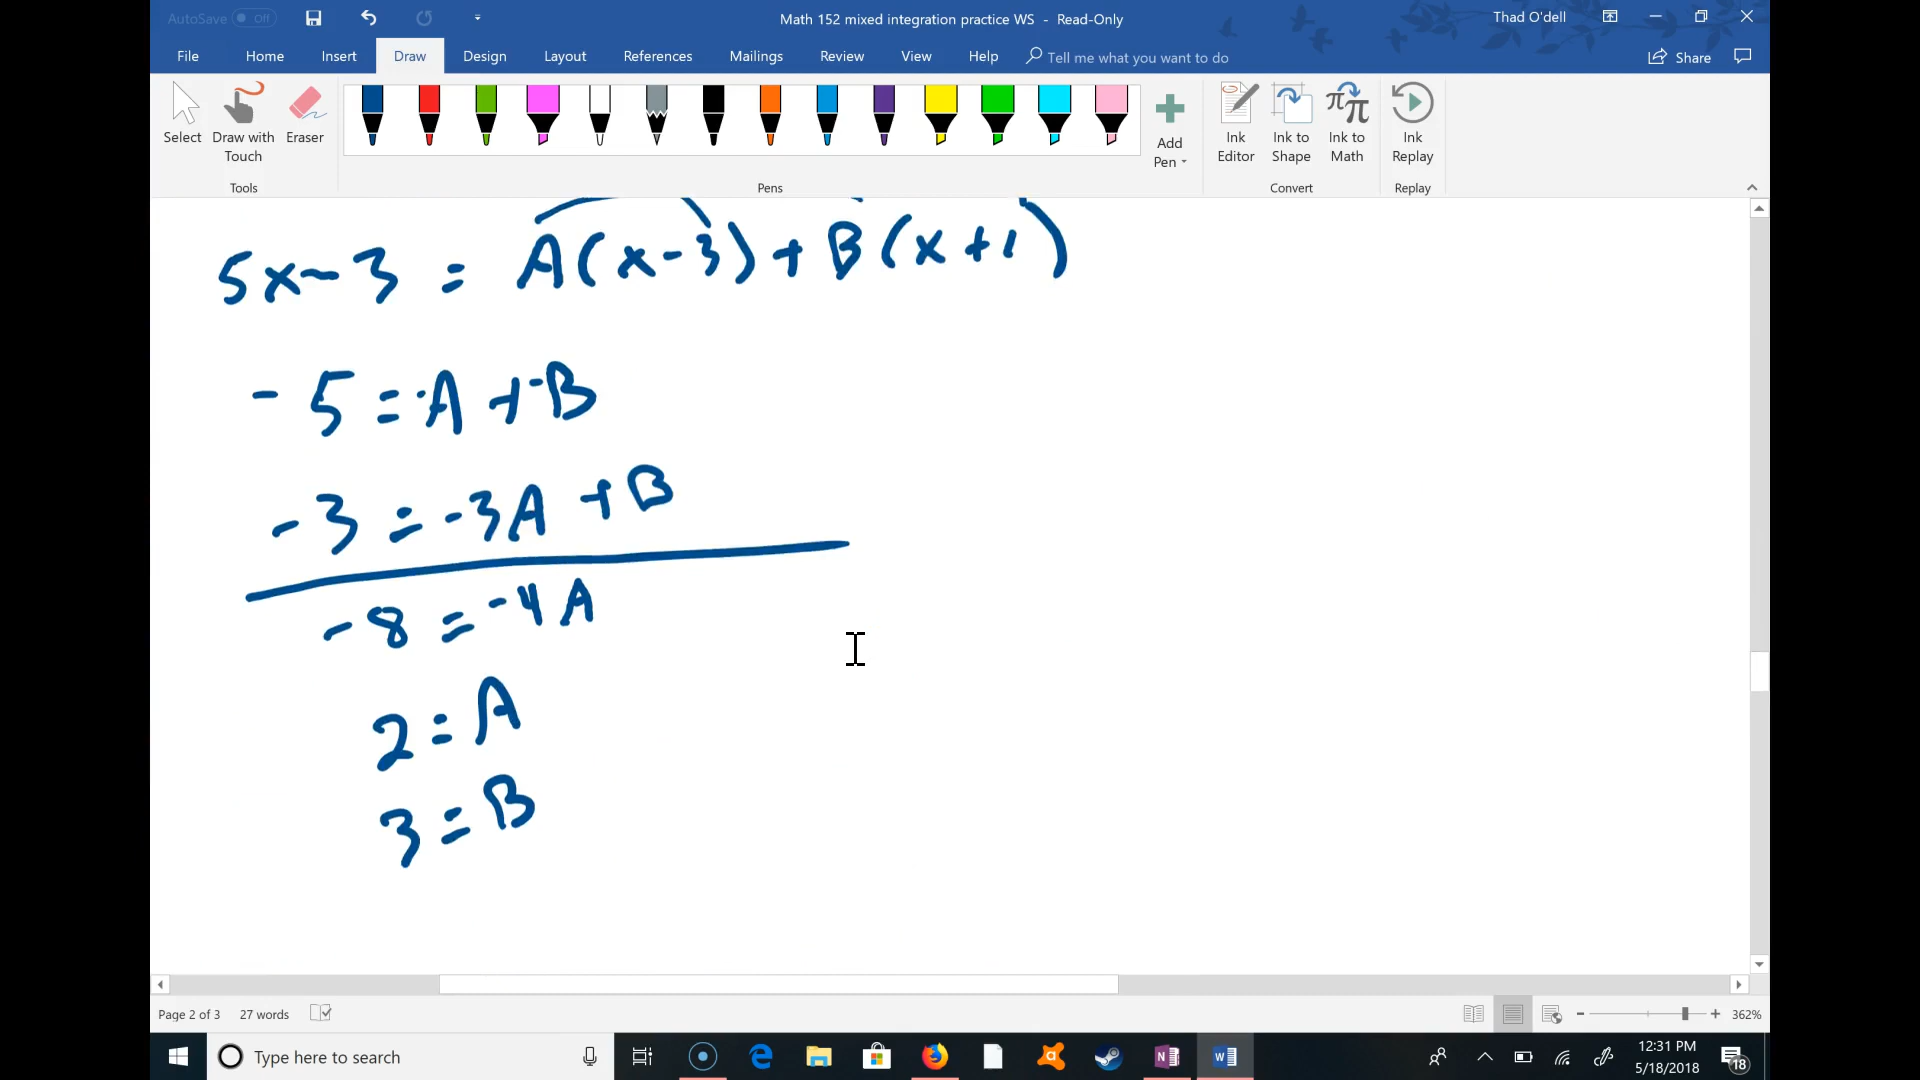 AutoSave Off
Math 152 mixed integration practice WS - Read-Only
Thad O'dell
File Home Insert Draw Design Layout References Mailings Review View Help Tell me what you want to do Share
Select
Draw with Touch
Eraser
Tools
Pens
Add Pen
Ink Editor
Ink to Shape
Ink to Math
Convert
Ink Replay
Replay
5x-3 = A(x-3)+B(x+1)
-5=-A+-B
-3=-3A+B
-8=-4A
2=A
3=B
Page 2 of 3 27 words 362%
Type here to search
12:31 PM
5/18/2018
18